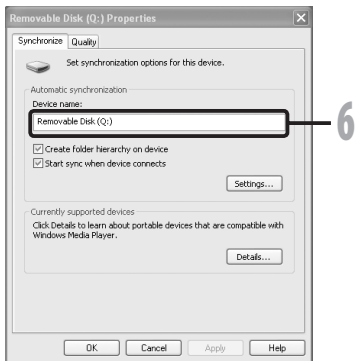 Removable Disk (Q:) Properties
Synchronize Quality
Set synchronization options for this device.
Automatic synchronization
Device name:
Removable Disk (Q:)
Create folder hierarchy on device
Start sync when device connects
Settings...
Currently supported devices
Click Details to learn about portable devices that are compatible with
Windows Media Player.
Details...
OK Cancel Apply Help
6